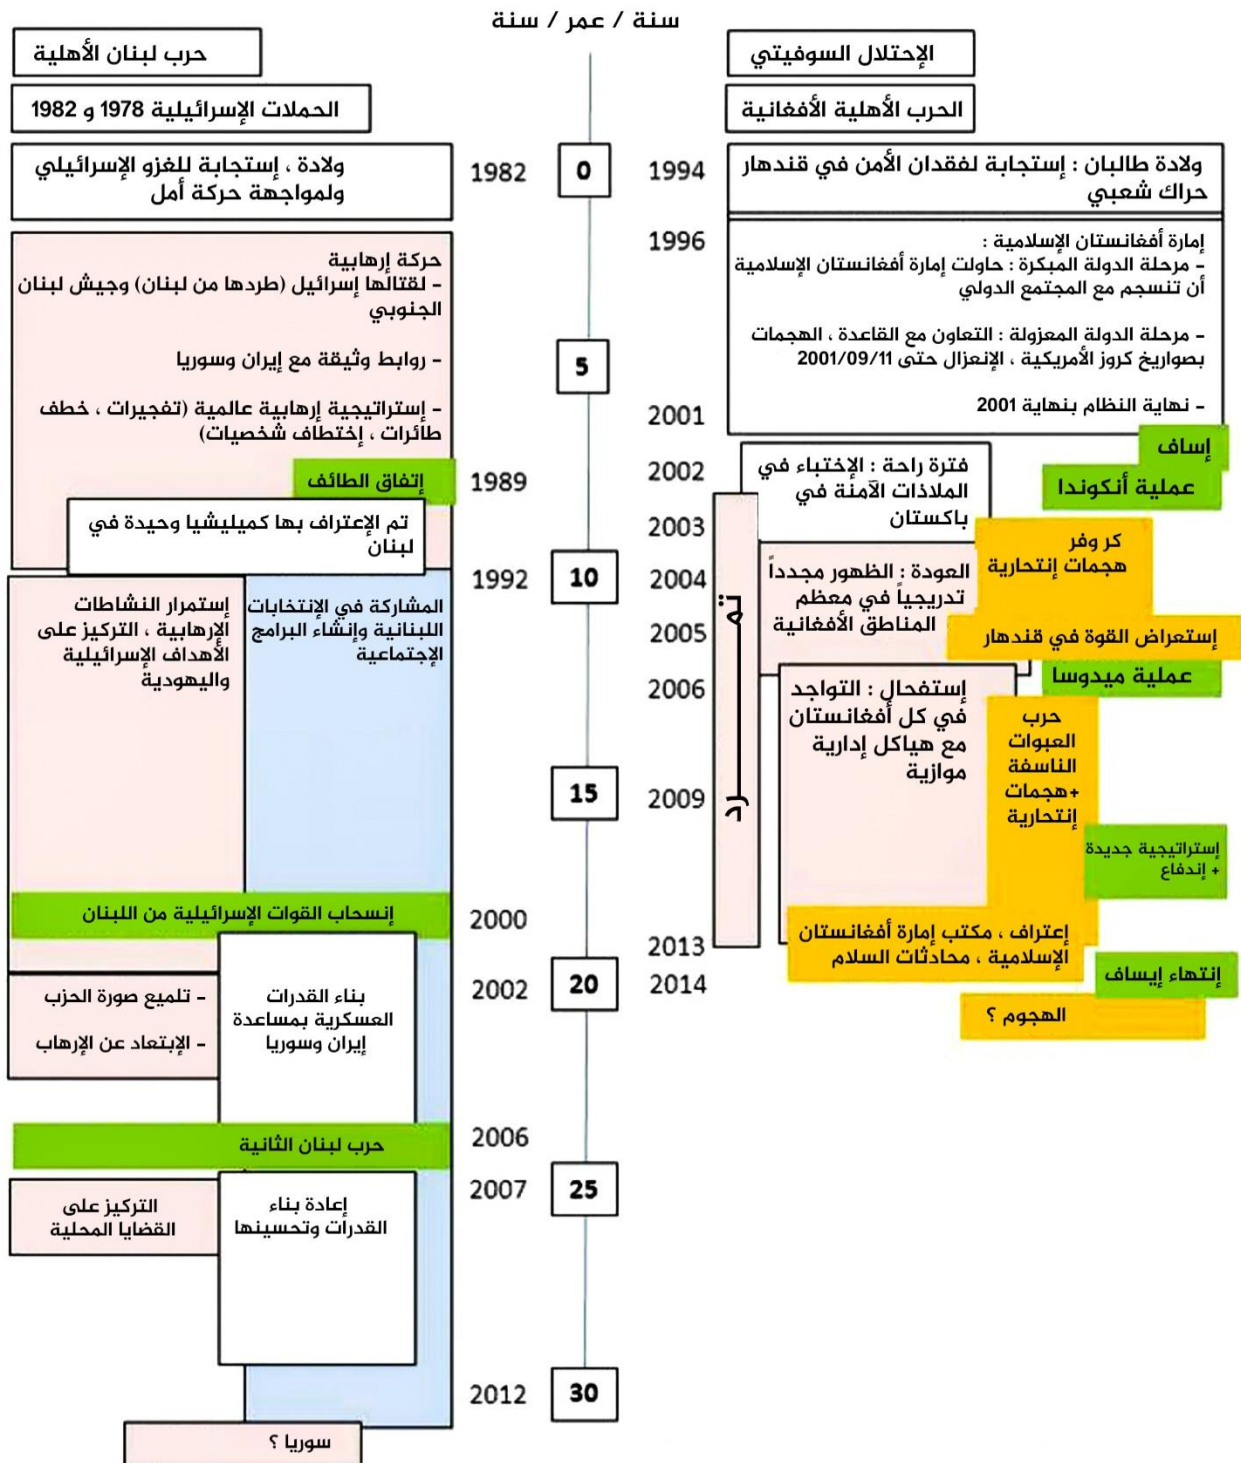 سنة / عمر / سنة
الإحتلال السوفيتي
الحرب الأهلية الأفغانية
1994
ولادة طالبان : إستجابة لفقدان الأمن في قندهار
حراك شعبي
1996
إمارة أفغانستان الإسلامية :
– مرحلة الدولة المبكرة : حاولت إمارة أفغانستان الإسلامية
أن تنسجم مع المجتمع الدولي
– مرحلة الدولة المعزولة : التعاون مع القاعدة ، الهجمات
بصواريخ كروز الأمريكية ، الإنعزال حتى 2001/09/11
2001
– نهاية النظام بنهاية 2001
إساف
2002
فترة راحة : الإختباء في
الملاذات الآمنة في
باكستان
عملية أنكوندا
2003
تمـــرد
كر وفر
هجمات إنتحارية
2004
العودة : الظهور مجدداً
تدريجياً في معظم
المناطق الأفغانية
2005
إستعراض القوة في قندهار
عملية ميدوسا
2006
إستفحال : التواجد
في كل أفغانستان
مع هياكل إدارية
موازية
حرب
العبوات
الناسفة
+هجمات
إنتحارية
2009
إستراتيجية جديدة
+ إندفاع
2013
إعتراف ، مكتب إمارة أفغانستان
الإسلامية ، محادثات السلام
2014
إنتهاء إيساف
الهجوم ؟
0
5
10
15
20
25
30
حرب لبنان الأهلية
الحملات الإسرائيلية 1978 و 1982
1982
ولادة ، إستجابة للغزو الإسرائيلي
ولمواجهة حركة أمل
حركة إرهابية
– لقتالها إسرائيل (طردها من لبنان) وجيش لبنان
الجنوبي
– روابط وثيقة مع إيران وسوريا
– إستراتيجية إرهابية عالمية (تفجيرات ، خطف
طائرات ، إختطاف شخصيات)
1989
إتفاق الطائف
تم الإعتراف بها كميليشيا وحيدة في
لبنان
1992
المشاركة في الإنتخابات
اللبنانية وإنشاء البرامج
الإجتماعية
إستمرار النشاطات
الإرهابية ، التركيز على
الأهداف الإسرائيلية
واليهودية
2000
إنسحاب القوات الإسرائيلية من اللبنان
2002
بناء القدرات
العسكرية بمساعدة
إيران وسوريا
– تلميع صورة الحزب
– الإبتعاد عن الإرهاب
2006
حرب لبنان الثانية
2007
إعادة بناء
القدرات وتحسينها
التركيز على
القضايا المحلية
2012
سوريا ؟